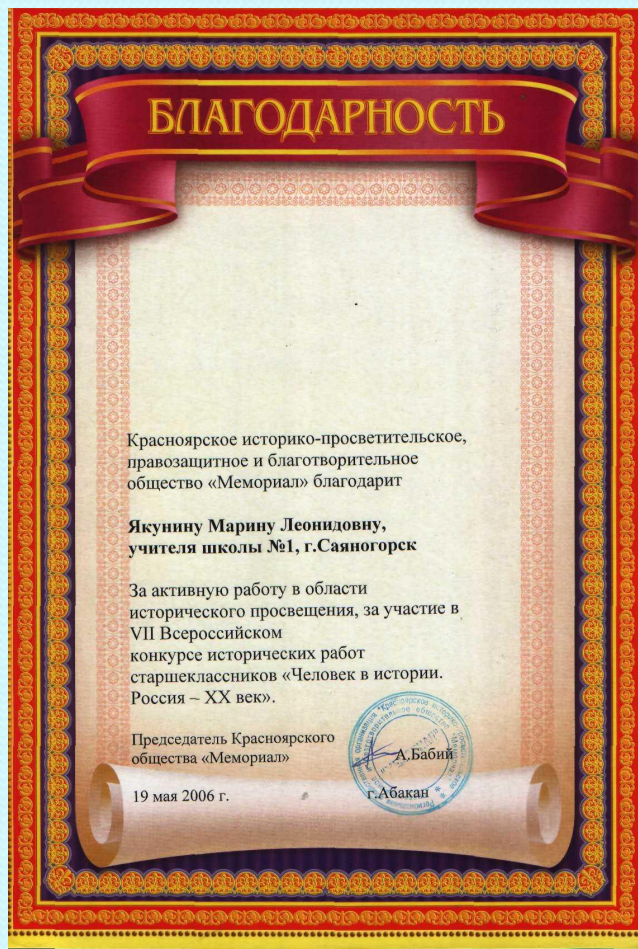 БЛАГОДАРНОСТЬ
Красноярское историко-просветительское,
правозащитное и благотворительное
общество «Мемориал» благодарит
Якунину Марину Леонидовну,
учителя школы №1, г.Саяногорск
За активную работу в области
исторического просвещения, за участие в
VII Всероссийском
конкурсе исторических работ
старшеклассников «Человек в истории.
Россия – ХХ век».
Председатель Красноярского
общества «Мемориал»
А.Бабий
19 мая 2006 г.
г.Абакан